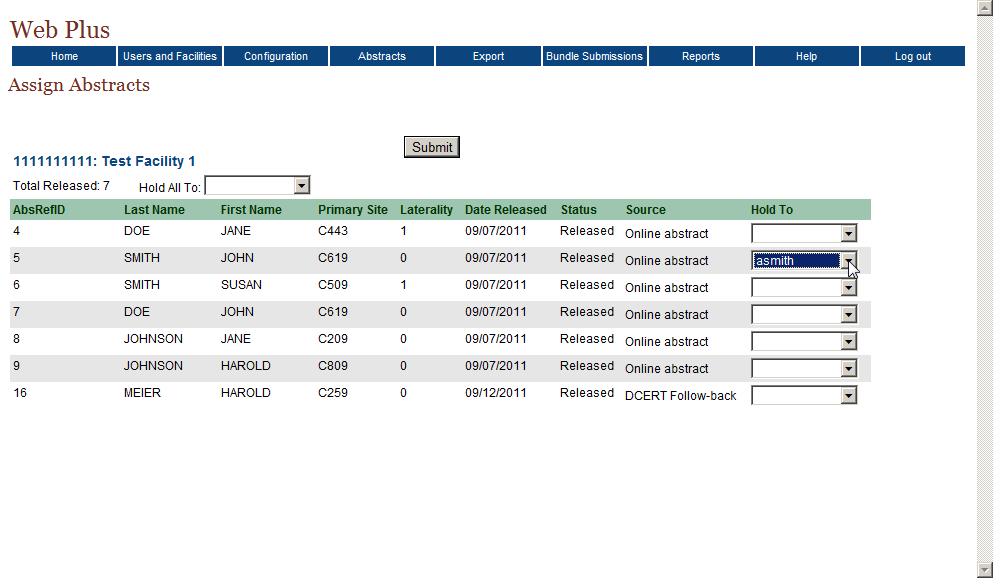 Web Plus
Home Users and Facilities Configuration Abstracts Export Bundle Submissions Reports Help Log out
Assign Abstracts
Submit
1111111111: Test Facility 1
Total Released: 7 Hold All To:
AbsRefID Last Name First Name Primary Site Laterality Date Released Status Source Hold To
4 DOE JANE C443 1 09/07/2011 Released Online abstract
5 SMITH JOHN C619 0 09/07/2011 Released Online abstract asmith
6 SMITH SUSAN C509 1 09/07/2011 Released Online abstract
7 DOE JOHN C619 0 09/07/2011 Released Online abstract
8 JOHNSON JANE C209 0 09/07/2011 Released Online abstract
9 JOHNSON HAROLD C809 0 09/07/2011 Released Online abstract
16 MEIER HAROLD C259 0 09/12/2011 Released DCERT Follow-back